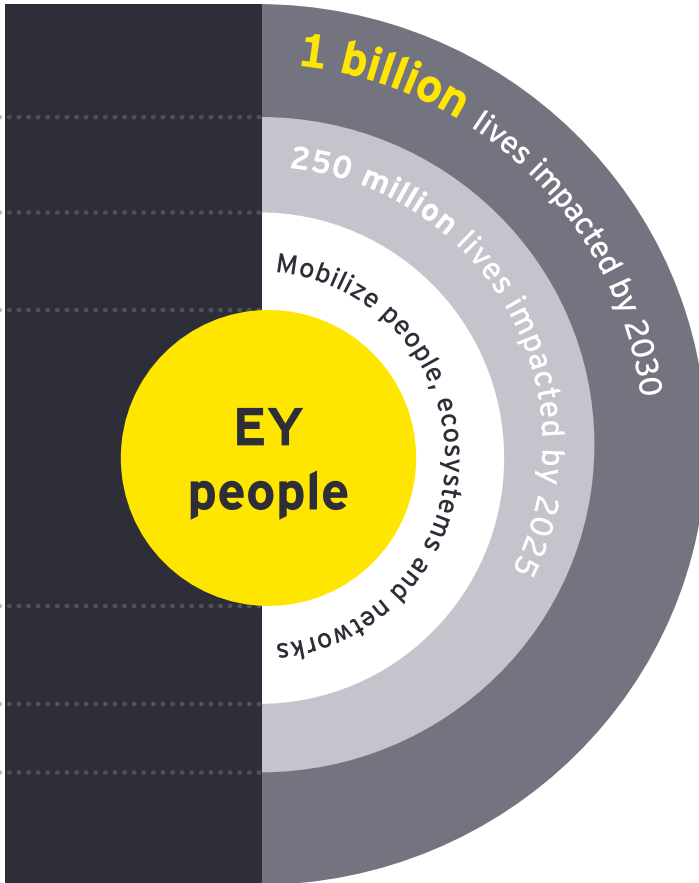 1 billion lives impacted by 2030
250 million lives impacted by 2025
Mobilize people, ecosystems and networks
EY
people